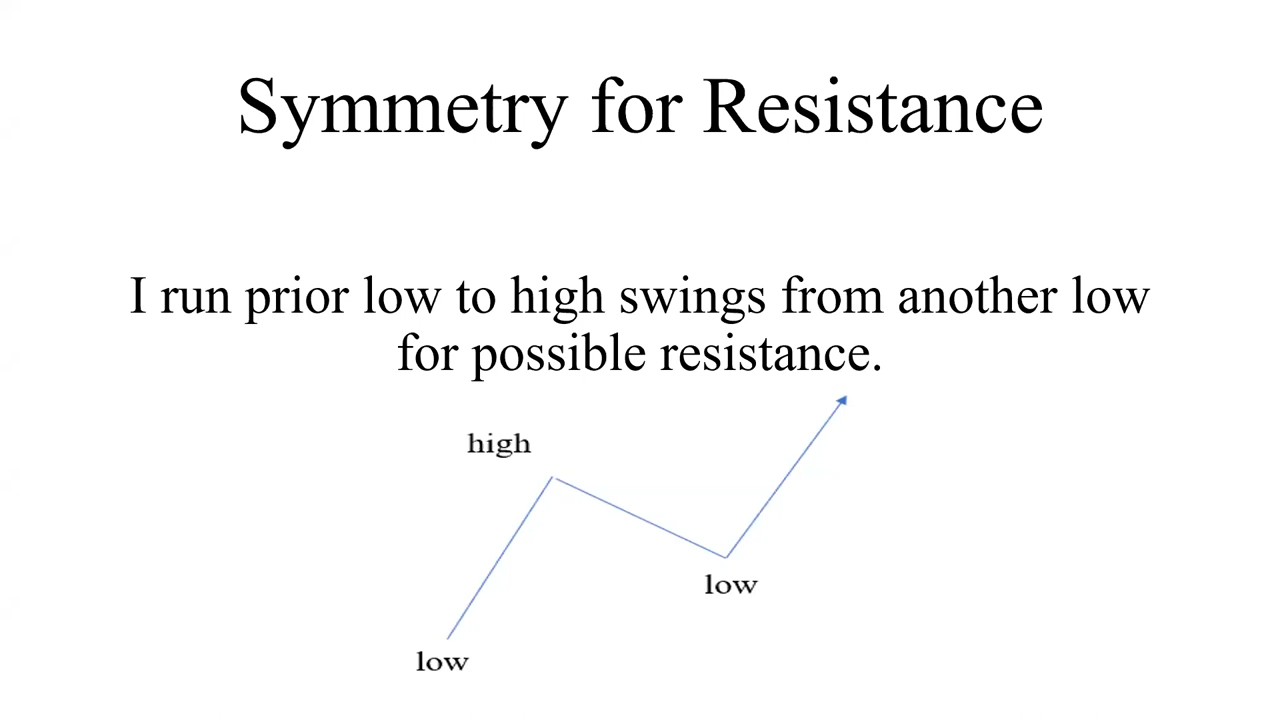 Symmetry for Resistance
I run prior low to high swings from another low
for possible resistance.
high
low
low